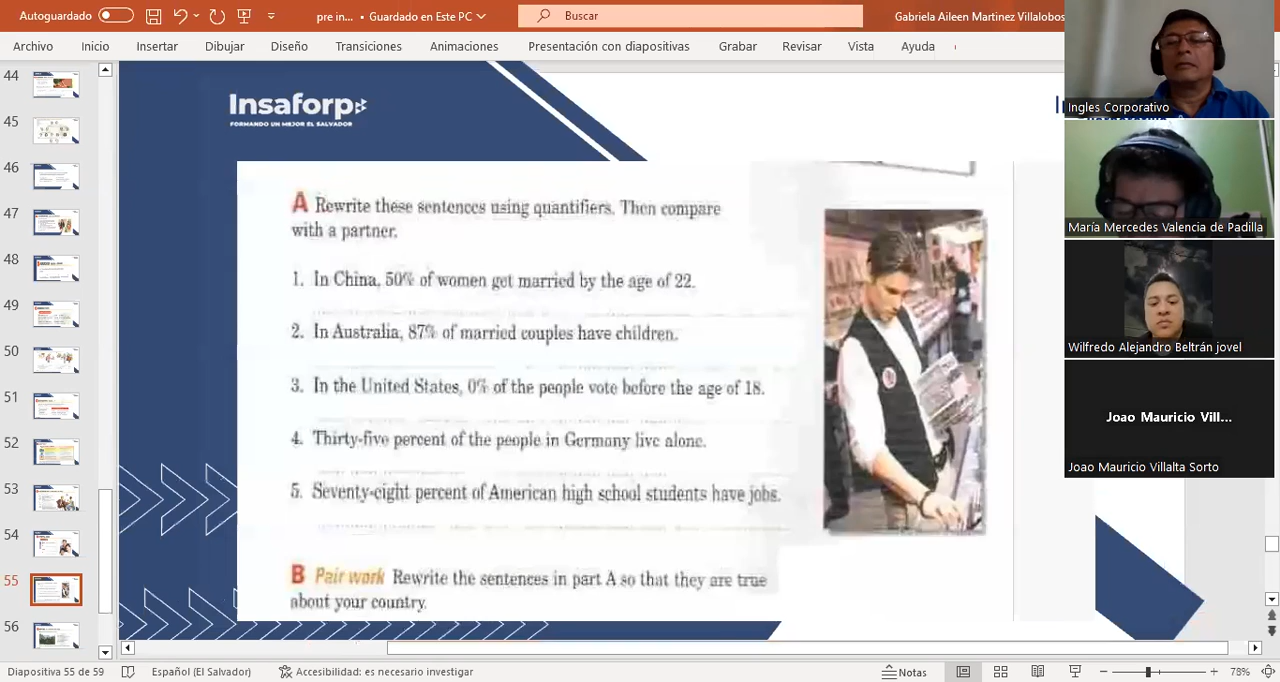 Autoguardado
pre in... • Guardado en Este PC
Buscar
Gabriela Aileen Martinez Villalobos
Archivo Inicio Insertar Dibujar Diseño Transiciones Animaciones Presentación con diapositivas Grabar Revisar Vista Ayuda
44
45
46
47
48
49
50
51
52
53
54
55
56
Insaforp
FORMANDO UN MEJOR EL SALVADOR
A Rewrite these sentences using quantifiers. Then compare
with a partner.
1. In China, 50% of women get married by the age of 22.
2. In Australia, 87% of married couples have children.
3. In the United States, 0% of the people vote before the age of 18.
4. Thirty-five percent of the people in Germany live alone.
5. Seventy-eight percent of American high school students have jobs.
B Pair work Rewrite the sentences in part A so that they are true
about your country.
Ingles Corporativo
María Mercedes Valencia de Padilla
Wilfredo Alejandro Beltrán jovel
Joao Mauricio Vill...
Joao Mauricio Villalta Sorto
Diapositiva 55 de 59
Español (El Salvador)
Accesibilidad: es necesario investigar
Notas
78%